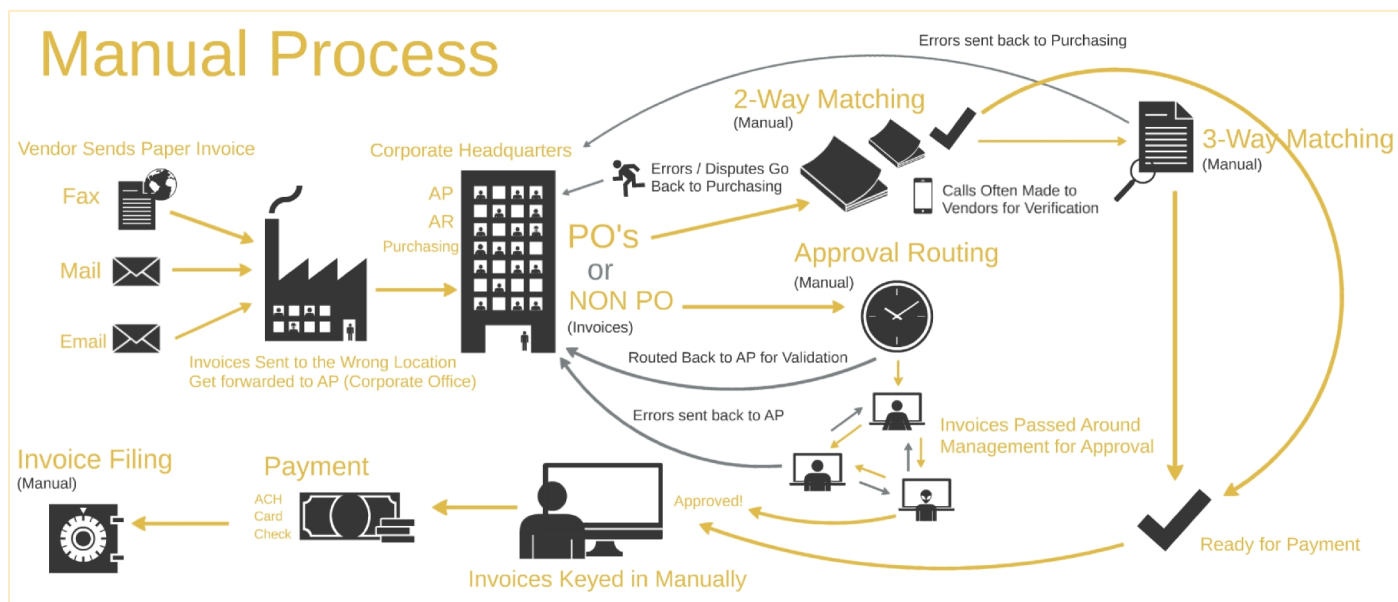 Manual Process
Errors sent back to Purchasing
2-Way Matching
(Manual)
3-Way Matching
(Manual)
Vendor Sends Paper Invoice
Fax
Mail
Email
Corporate Headquarters
AP
AR
Purchasing
Errors / Disputes Go
Back to Purchasing
Calls Often Made to
Vendors for Verification
PO's
or
NON PO
(Invoices)
Approval Routing
(Manual)
Invoices Sent to the Wrong Location
Get forwarded to AP (Corporate Office)
Routed Back to AP for Validation
Errors sent back to AP
Invoices Passed Around
Management for Approval
Invoice Filing
(Manual)
Payment
ACH
Card
Check
Approved!
Invoices Keyed in Manually
Ready for Payment